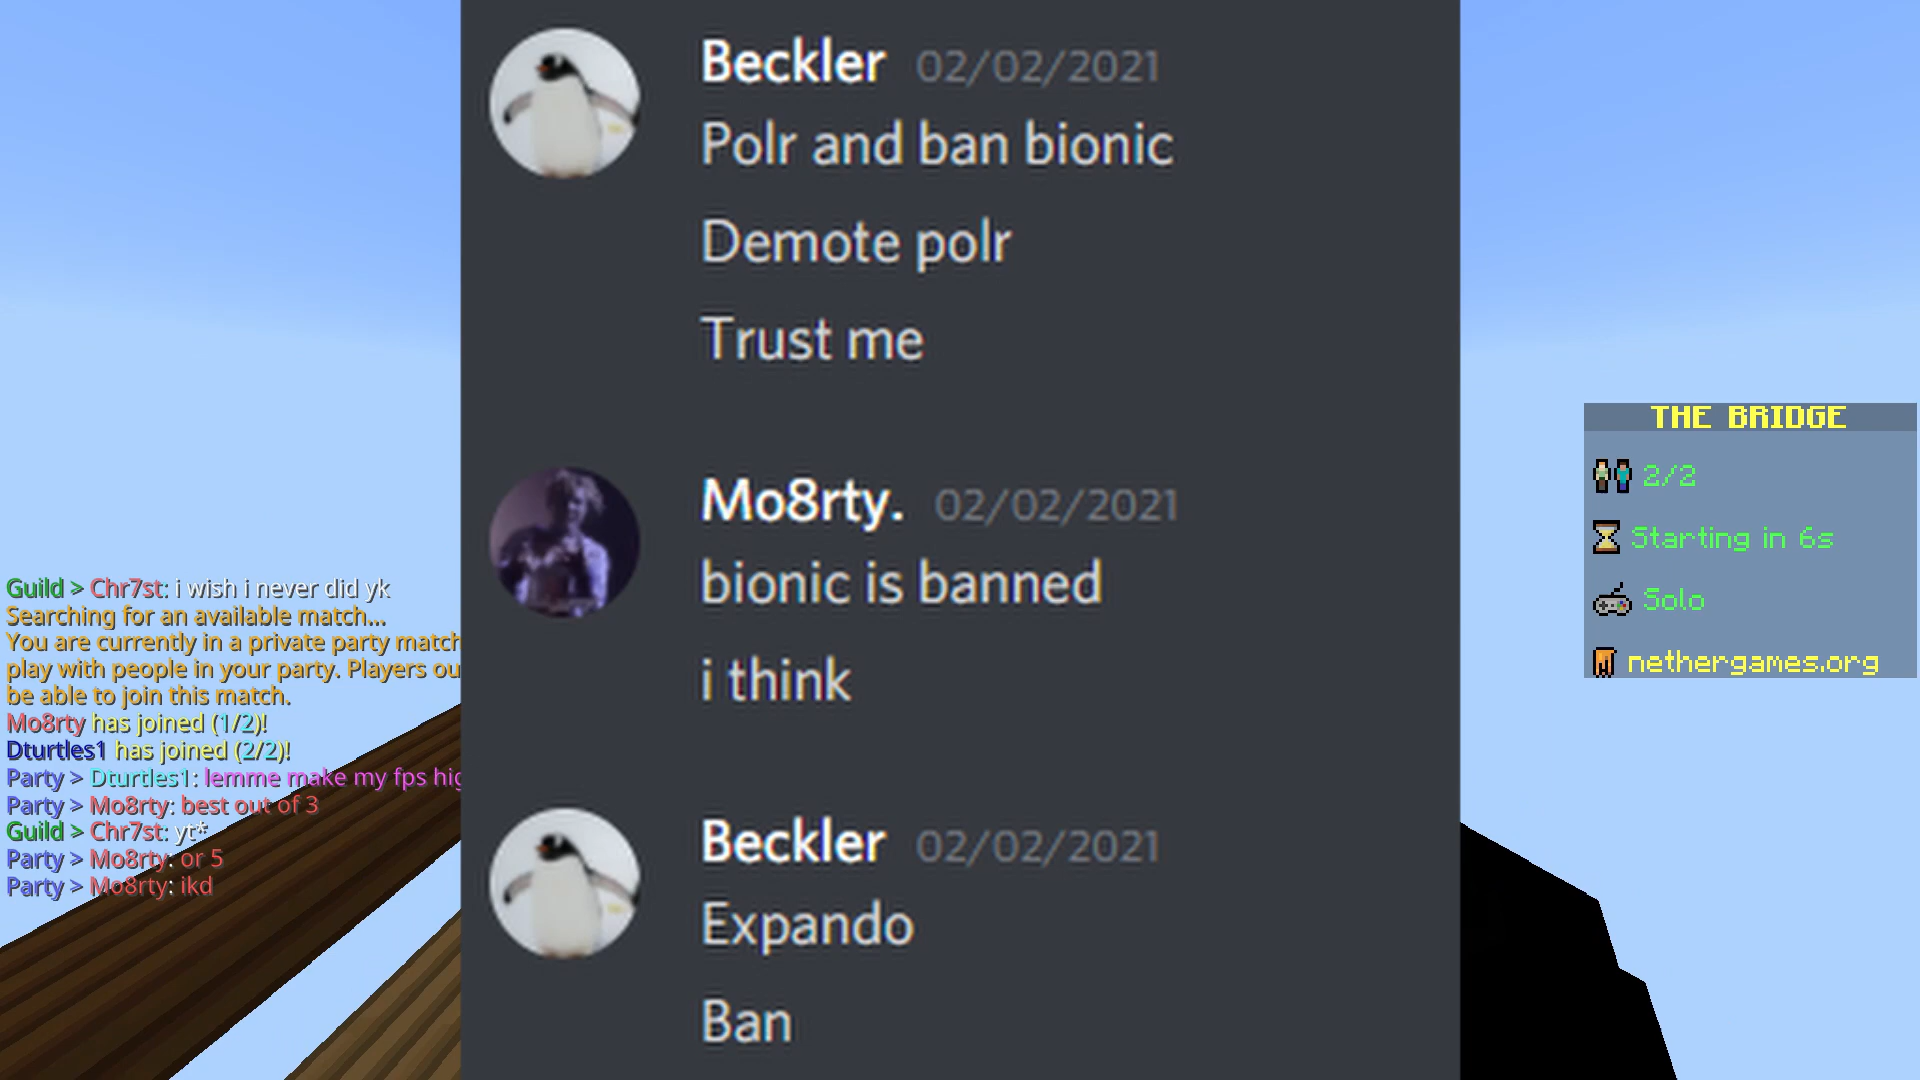 Beckler 02/02/2021
Polr and ban bionic
Demote polr
Trust me
Mo8rty. 02/02/2021
bionic is banned
i think
Beckler 02/02/2021
Expando
Ban
Guild > Chr7st: i wish i never did yk
Searching for an available match...
You are currently in a private party match
play with people in your party. Players ou
be able to join this match.
Mo8rty has joined (1/2)!
Dturtles1 has joined (2/2)!
Party > Dturtles1: lemme make my fps hig
Party > Mo8rty: best out of 3
Guild > Chr7st: yt*
Party > Mo8rty: or 5
Party > Mo8rty: ikd
THE BRIDGE
2/2
Starting in 6s
Solo
nethergames.org